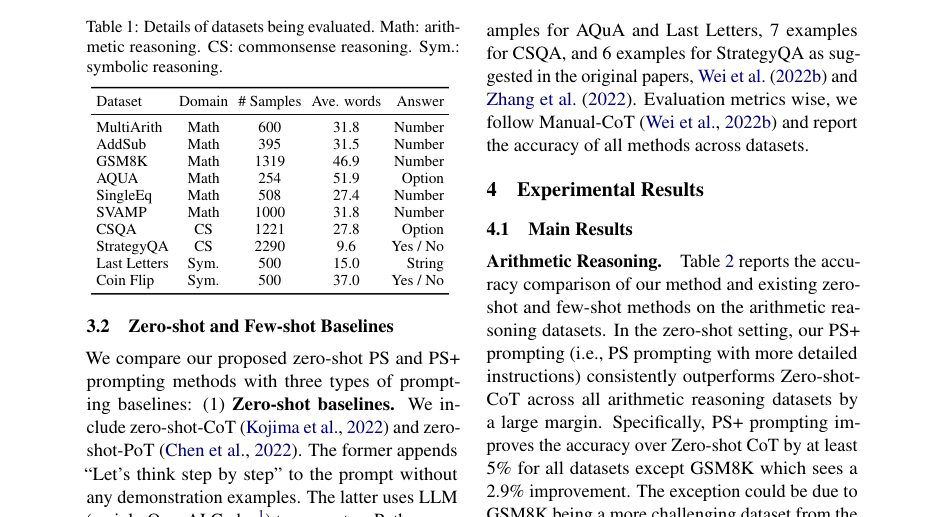 Table 1: Details of datasets being evaluated. Math: arith-
metic reasoning. CS: commonsense reasoning. Sym.:
symbolic reasoning.
Dataset Domain # Samples Ave. words Answer
MultiArith Math 600 31.8 Number
AddSub Math 395 31.5 Number
GSM8K Math 1319 46.9 Number
AQUA Math 254 51.9 Option
SingleEq Math 508 27.4 Number
SVAMP Math 1000 31.8 Number
CSQA CS 1221 27.8 Option
StrategyQA CS 2290 9.6 Yes / No
Last Letters Sym. 500 15.0 String
Coin Flip Sym. 500 37.0 Yes / No
3.2 Zero-shot and Few-shot Baselines
We compare our proposed zero-shot PS and PS+
prompting methods with three types of prompt-
ing baselines: (1) Zero-shot baselines. We in-
clude zero-shot-CoT (Kojima et al., 2022) and zero-
shot-PoT (Chen et al., 2022). The former appends
“Let’s think step by step” to the prompt without
any demonstration examples. The latter uses LLM
amples for AQuA and Last Letters, 7 examples
for CSQA, and 6 examples for StrategyQA as sug-
gested in the original papers, Wei et al. (2022b) and
Zhang et al. (2022). Evaluation metrics wise, we
follow Manual-CoT (Wei et al., 2022b) and report
the accuracy of all methods across datasets.
4 Experimental Results
4.1 Main Results
Arithmetic Reasoning. Table 2 reports the accu-
racy comparison of our method and existing zero-
shot and few-shot methods on the arithmetic rea-
soning datasets. In the zero-shot setting, our PS+
prompting (i.e., PS prompting with more detailed
instructions) consistently outperforms Zero-shot-
CoT across all arithmetic reasoning datasets by
a large margin. Specifically, PS+ prompting im-
proves the accuracy over Zero-shot CoT by at least
5% for all datasets except GSM8K which sees a
2.9% improvement. The exception could be due to
GSM8K being a more challenging dataset from the